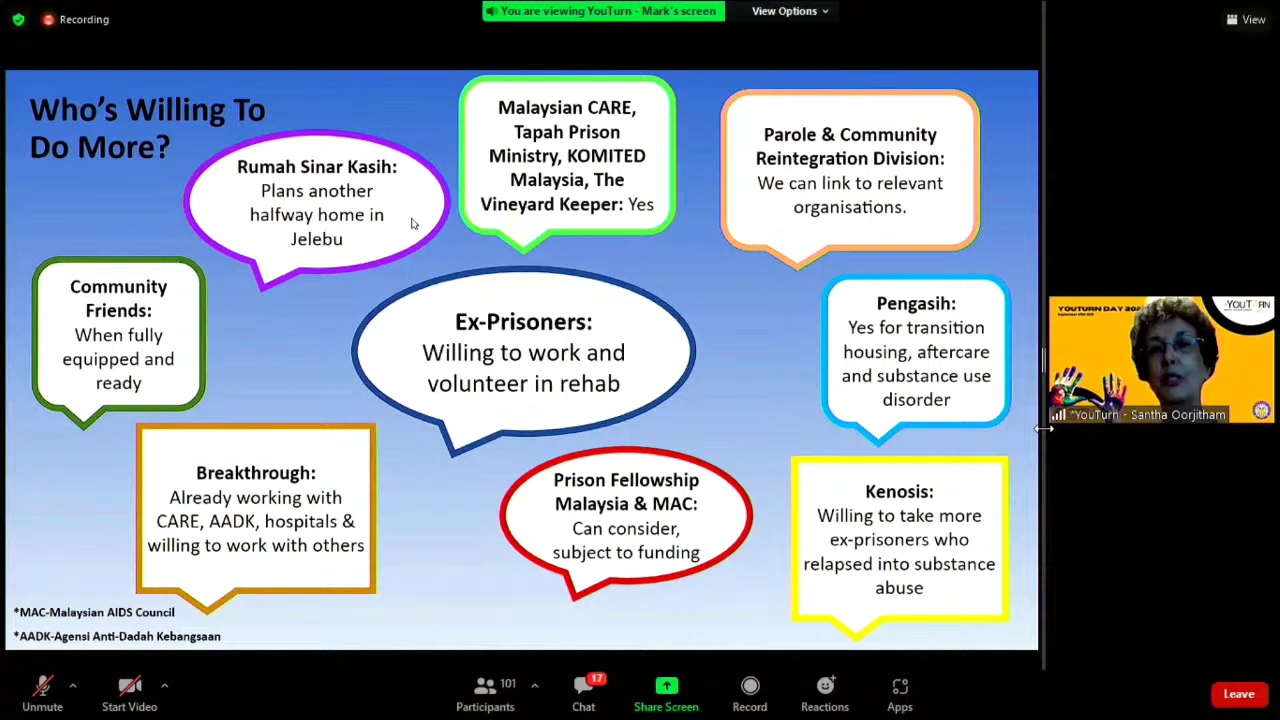 Recording
You are viewing YouTurn - Mark's screen
View Options
View
Who's Willing To
Do More?
Rumah Sinar Kasih:
Plans another
halfway home in
Jelebu
Malaysian CARE,
Tapah Prison
Ministry, KOMITED
Malaysia, The
Vineyard Keeper: Yes
Parole & Community
Reintegration Division:
We can link to relevant
organisations.
Community
Friends:
When fully
equipped and
ready
Ex-Prisoners:
Willing to work and
volunteer in rehab
Pengasih:
Yes for transition
housing, aftercare
and substance use
disorder
Breakthrough:
Already working with
CARE, AADK, hospitals &
willing to work with others
Prison Fellowship
Malaysia & MAC:
Can consider,
subject to funding
Kenosis:
Willing to take more
ex-prisoners who
relapsed into substance
abuse
*MAC-Malaysian AIDS Council
*AADK-Agensi Anti-Dadah Kebangsaan
YOUTURN DAY
*YouTurn - Santha Oorjitham
Unmute
Start Video
101
Participants
17
Chat
Share Screen
Record
Reactions
Apps
Leave